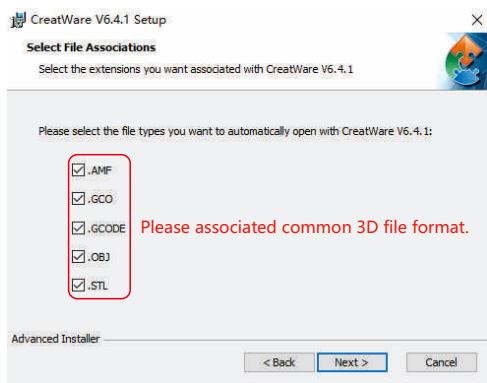 CreatWare V6.4.1 Setup
Select File Associations
Select the extensions you want associated with CreatWare V6.4.1
Please select the file types you want to automatically open with CreatWare V6.4.1:
.AMF
.GCO
.GCODE
Please associated common 3D file format.
.OBJ
.STL
Advanced Installer
< Back
Next >
Cancel